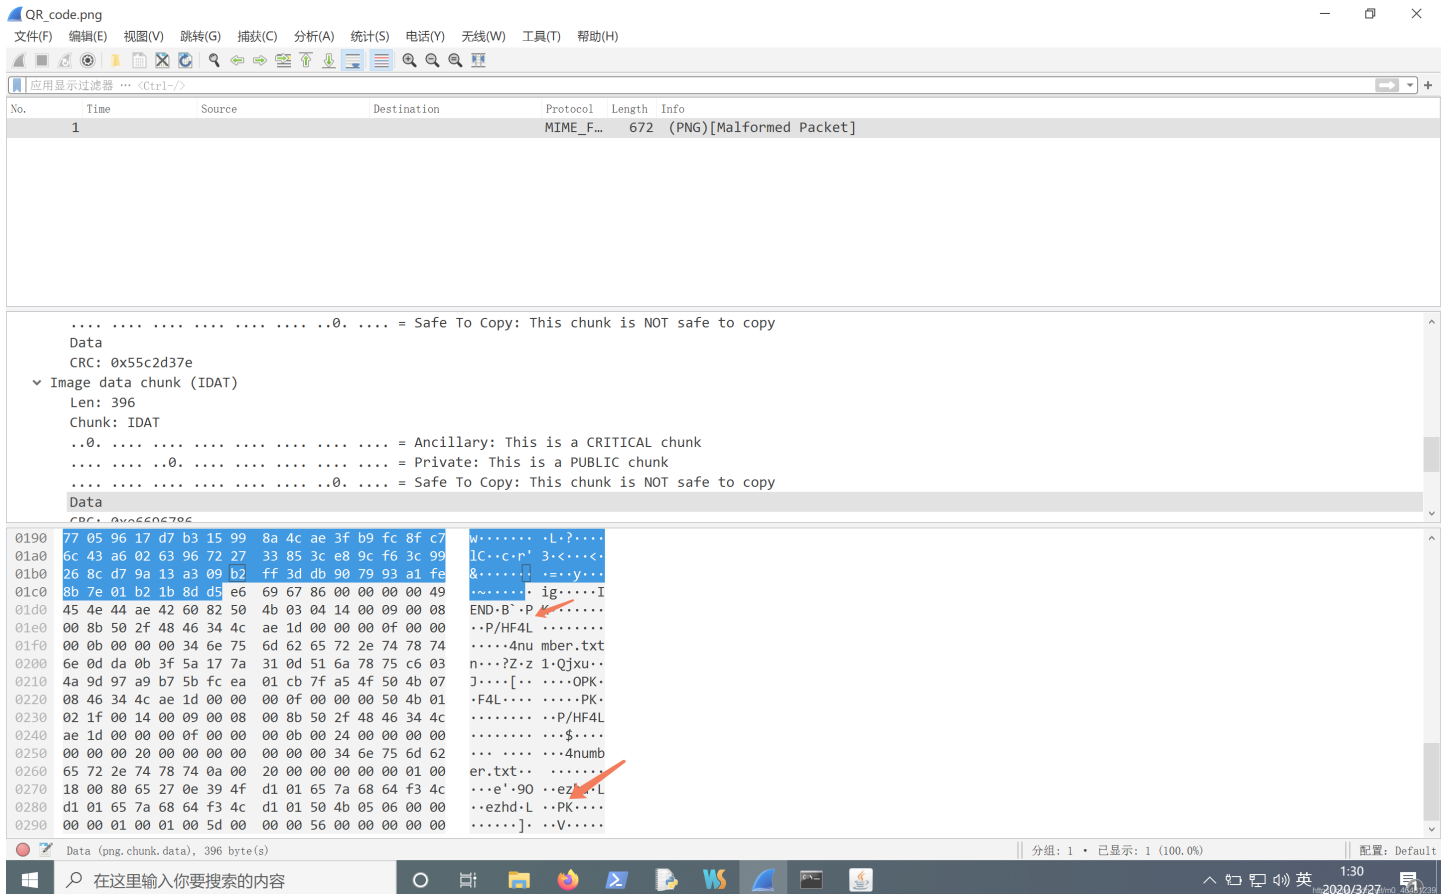 QR_code.png
文件(F) 编辑(E) 视图(V) 跳转(G) 捕获(C) 分析(A) 统计(S) 电话(Y) 无线(W) 工具(T) 帮助(H)
应用显示过滤器 … <Ctrl-/>
No. Time Source Destination Protocol Length Info
1 MIME_F… 672 (PNG)[Malformed Packet]
.... .... .... .... .... .... ..0. .... = Safe To Copy: This chunk is NOT safe to copy
Data
CRC: 0x55c2d37e
Image data chunk (IDAT)
Len: 396
Chunk: IDAT
..0. .... .... .... .... .... .... .... = Ancillary: This is a CRITICAL chunk
.... .... ..0. .... .... .... .... .... = Private: This is a PUBLIC chunk
.... .... .... .... .... .... ..0. .... = Safe To Copy: This chunk is NOT safe to copy
Data
CRC: 0xe6696786
0190 77 05 96 17 d7 b3 15 99 8a 4c ae 3f b9 fc 8f c7 w······· ·L·?····
01a0 6c 43 a6 02 63 96 72 27 33 85 3c e8 9c f6 3c 99 lC··c·r' 3·<···<·
01b0 26 8c d7 9a 13 a3 09 b2 ff 3d db 90 79 93 a1 fe &······· ·=··y···
01c0 8b 7e 01 b2 1b 8d d5 e6 69 67 86 00 00 00 00 49 ·~······ ig·····I
01d0 45 4e 44 ae 42 60 82 50 4b 03 04 14 00 09 00 08 END·B`·P K·······
01e0 00 8b 50 2f 48 46 34 4c ae 1d 00 00 00 0f 00 00 ··P/HF4L ········
01f0 00 0b 00 00 00 34 6e 75 6d 62 65 72 2e 74 78 74 ·····4nu mber.txt
0200 6e 0d da 0b 3f 5a 17 7a 31 0d 51 6a 78 75 c6 03 n···?Z·z 1·Qjxu··
0210 4a 9d 97 a9 b7 5b fc ea 01 cb 7f a5 4f 50 4b 07 J····[·· ····OPK·
0220 08 46 34 4c ae 1d 00 00 00 0f 00 00 00 50 4b 01 ·F4L···· ·····PK·
0230 02 1f 00 14 00 09 00 08 00 8b 50 2f 48 46 34 4c ········ ··P/HF4L
0240 ae 1d 00 00 00 0f 00 00 00 0b 00 24 00 00 00 00 ········ ···$····
0250 00 00 00 20 00 00 00 00 00 00 00 34 6e 75 6d 62 ··· ···· ···4numb
0260 65 72 2e 74 78 74 0a 00 20 00 00 00 00 00 01 00 er.txt·· ·······
0270 18 00 80 65 27 0e 39 4f d1 01 65 7a 68 64 f3 4c ···e'·9O ··ezhd·L
0280 d1 01 65 7a 68 64 f3 4c d1 01 50 4b 05 06 00 00 ··ezhd·L ··PK····
0290 00 00 01 00 01 00 5d 00 00 00 56 00 00 00 00 00 ······]· ··V·····
Data (png.chunk.data), 396 byte(s) 分组: 1 · 已显示: 1 (100.0%) 配置: Default
在这里输入你要搜索的内容 英 1:30
2020/3/27